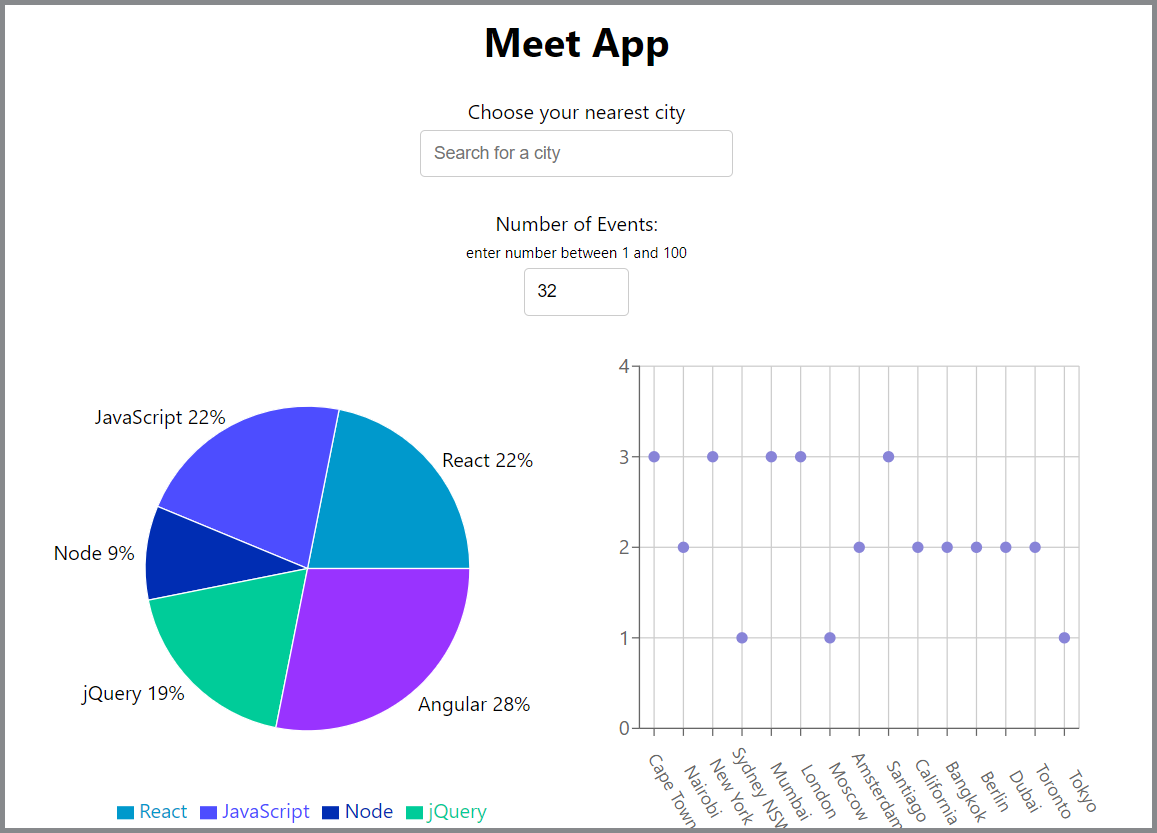 Meet App
Choose your nearest city
Search for a city
Number of Events:
enter number between 1 and 100
32
JavaScript 22%
React 22%
Node 9%
jQuery 19%
Angular 28%
React JavaScript Node jQuery
4
3
2
1
0
Cape Town
Nairobi
New York
Sydney NSW
Mumbai
London
Moscow
Amsterdam
Santiago
California
Bangkok
Berlin
Dubai
Toronto
Tokyo